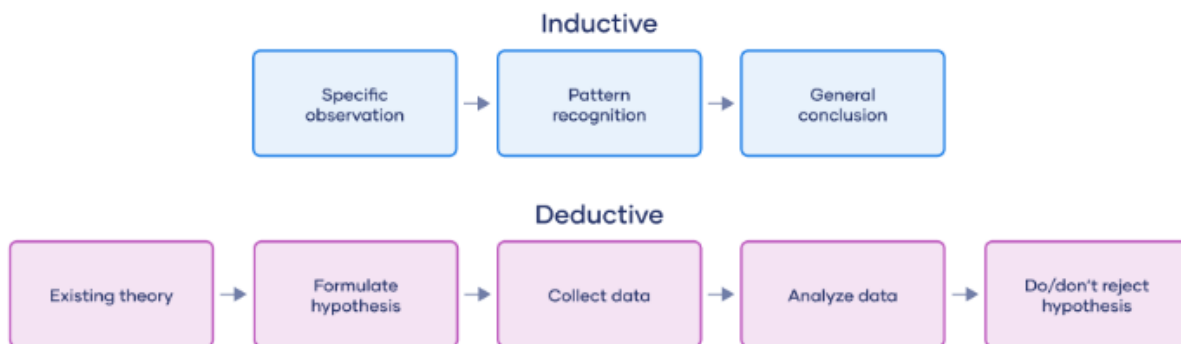 Inductive
Specific
observation
Pattern
recognition
General
conclusion
Deductive
Existing theory
Formulate
hypothesis
Collect data
Analyze data
Do/don't reject
hypothesis